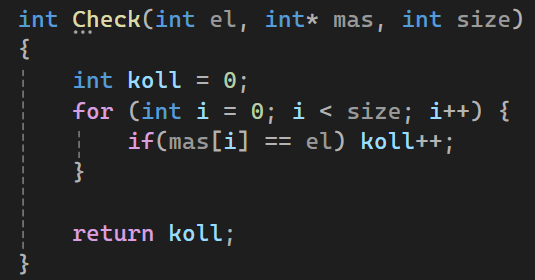 int Check(int el, int* mas, int size)
{
    int koll = 0;
    for (int i = 0; i < size; i++) {
        if(mas[i] == el) koll++;
    }

    return koll;
}